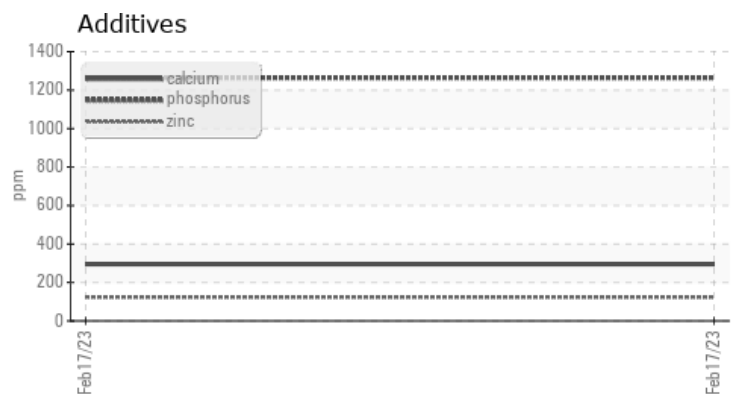 Additives
1400
1200
1000
800
600
400
200
0
ppm
calcium
phosphorus
zinc
Feb17/23
Feb17/23